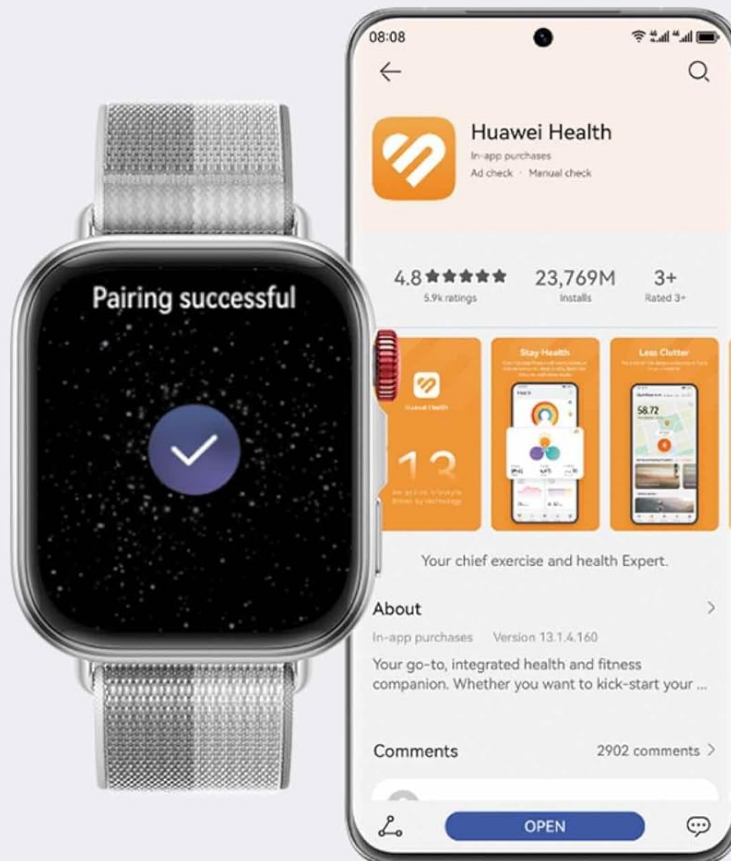 Pairing successful
08:08
Huawei Health
In-app purchases
Ad check · Manual check
4.8★★★★★ 23,769M 3+
5.9k ratings Installs Rated 3+
Huawei Health
13
Stay Health
Health
Less Clutter
58.72
Your chief exercise and health Expert.
About
In-app purchases Version 13.1.4.160
Your go-to, integrated health and fitness
companion. Whether you want to kick-start your ...
Comments 2902 comments
OPEN